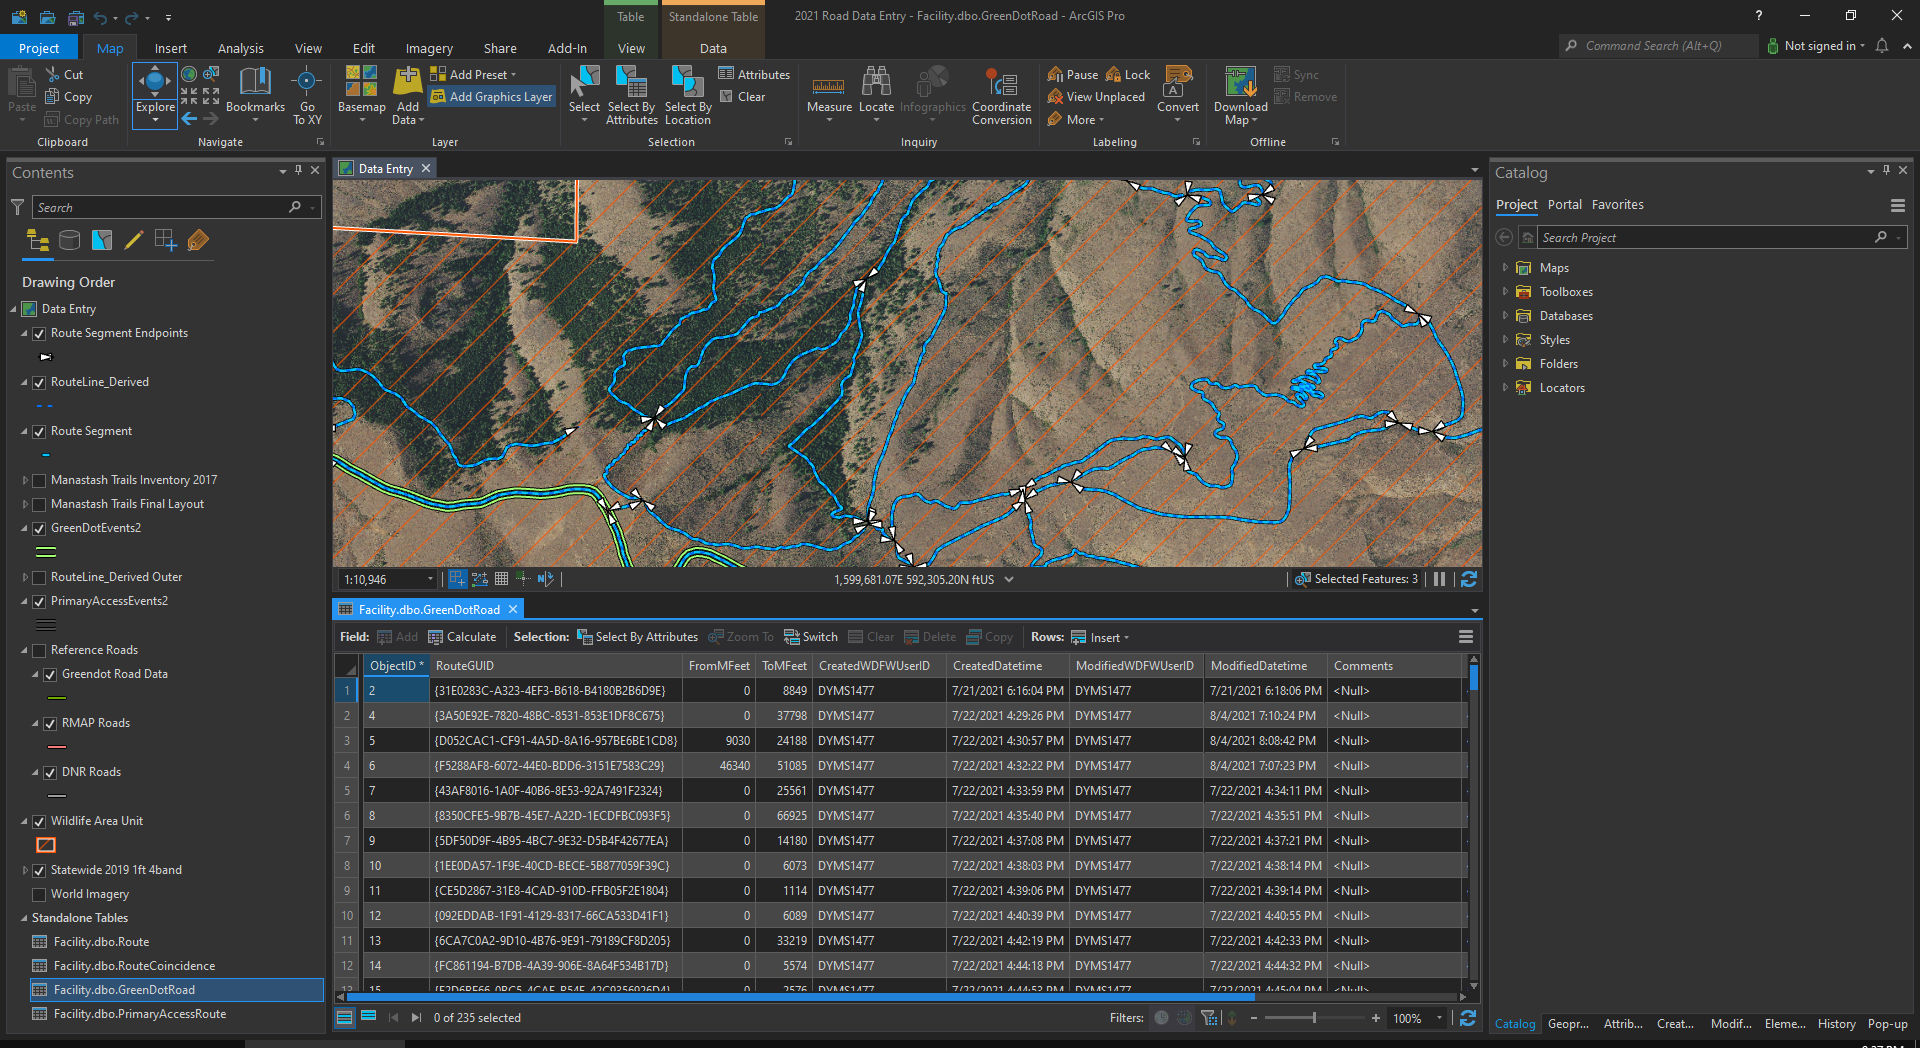 Table
Standalone Table
2021 Road Data Entry - Facility.dbo.GreenDotRoad - ArcGIS Pro
?
Project
Map
Insert
Analysis
View
Edit
Imagery
Share
Add-In
View
Data
Command Search (Alt+Q)
Not signed in
Paste
Cut
Copy
Copy Path
Clipboard
Explore
Bookmarks
Go To XY
Navigate
Basemap
Add Data
Add Preset
Add Graphics Layer
Layer
Select
Select By Attributes
Select By Location
Attributes
Clear
Selection
Measure
Locate
Infographics
Coordinate Conversion
Inquiry
Pause
Lock
View Unplaced
More
Convert
Labeling
Download Map
Sync
Remove
Offline
Contents
Search
Drawing Order
Data Entry
Route Segment Endpoints
RouteLine_Derived
Route Segment
Manastash Trails Inventory 2017
Manastash Trails Final Layout
GreenDotEvents2
RouteLine_Derived Outer
PrimaryAccessEvents2
Reference Roads
Greendot Road Data
RMAP Roads
DNR Roads
Wildlife Area Unit
Statewide 2019 1ft 4band
World Imagery
Standalone Tables
Facility.dbo.Route
Facility.dbo.RouteCoincidence
Facility.dbo.GreenDotRoad
Facility.dbo.PrimaryAccessRoute
Data Entry
1:10,946
1,599,681.07E 592,305.20N ftUS
Selected Features: 3
Facility.dbo.GreenDotRoad
Field: Add Calculate Selection: Select By Attributes Zoom To Switch Clear Delete Copy Rows: Insert
ObjectID * RouteGUID FromMFeet ToMFeet CreatedWDFWUserID CreatedDatetime ModifiedWDFWUserID ModifiedDatetime Comments
1 2 {31E0283C-A323-4EF3-B618-B4180B2B6D9E} 0 8849 DYMS1477 7/21/2021 6:16:04 PM DYMS1477 7/21/2021 6:18:06 PM <Null>
2 4 {3A50E92E-7820-48BC-8531-853E1DF8C675} 0 37798 DYMS1477 7/22/2021 4:29:26 PM DYMS1477 8/4/2021 7:10:24 PM <Null>
3 5 {D052CAC1-CF91-4A5D-8A16-957BE6BE1CD8} 9030 24188 DYMS1477 7/22/2021 4:30:57 PM DYMS1477 8/4/2021 8:08:42 PM <Null>
4 6 {F5288AF8-6072-44E0-BDD6-3151E7583C29} 46340 51085 DYMS1477 7/22/2021 4:32:22 PM DYMS1477 8/4/2021 7:07:23 PM <Null>
5 7 {43AF8016-1A0F-40B6-8E53-92A7491F2324} 0 25561 DYMS1477 7/22/2021 4:33:59 PM DYMS1477 7/22/2021 4:34:11 PM <Null>
6 8 {8350CFE5-9B7B-45E7-A22D-1ECDFBC093F5} 0 66925 DYMS1477 7/22/2021 4:35:40 PM DYMS1477 7/22/2021 4:35:51 PM <Null>
7 9 {5DF50D9F-4B95-4BC7-9E32-D5B4F42677EA} 0 14180 DYMS1477 7/22/2021 4:37:08 PM DYMS1477 7/22/2021 4:37:21 PM <Null>
8 10 {1EE0DA57-1F9E-40CD-BECE-5B877059F39C} 0 6073 DYMS1477 7/22/2021 4:38:03 PM DYMS1477 7/22/2021 4:38:14 PM <Null>
9 11 {CE5D2867-31E8-4CAD-910D-FFB05F2E1804} 0 1114 DYMS1477 7/22/2021 4:39:06 PM DYMS1477 7/22/2021 4:39:14 PM <Null>
10 12 {092EDDAB-1F91-4129-8317-66CA533D41F1} 0 6089 DYMS1477 7/22/2021 4:40:39 PM DYMS1477 7/22/2021 4:40:55 PM <Null>
11 13 {6CA7C0A2-9D10-4B76-9E91-79189CF8D205} 0 33219 DYMS1477 7/22/2021 4:42:19 PM DYMS1477 7/22/2021 4:42:33 PM <Null>
12 14 {FC861194-B7DB-4A39-906E-8A64F534B17D} 0 5574 DYMS1477 7/22/2021 4:44:18 PM DYMS1477 7/22/2021 4:44:32 PM <Null>
0 of 235 selected
Filters:
100%
Catalog
Project Portal Favorites
Search Project
Maps
Toolboxes
Databases
Styles
Folders
Locators
Catalog Geopr... Attrib... Creat... Modif... Eleme... History Pop-up